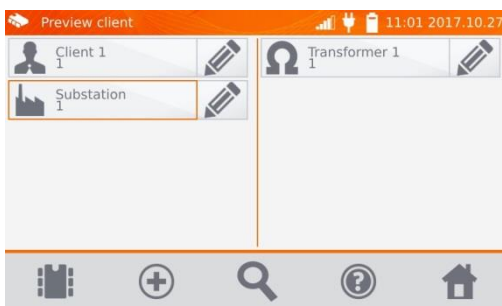 Preview client
11:01 2017.10.27
Client 1
1
Substation
1
Transformer 1
1